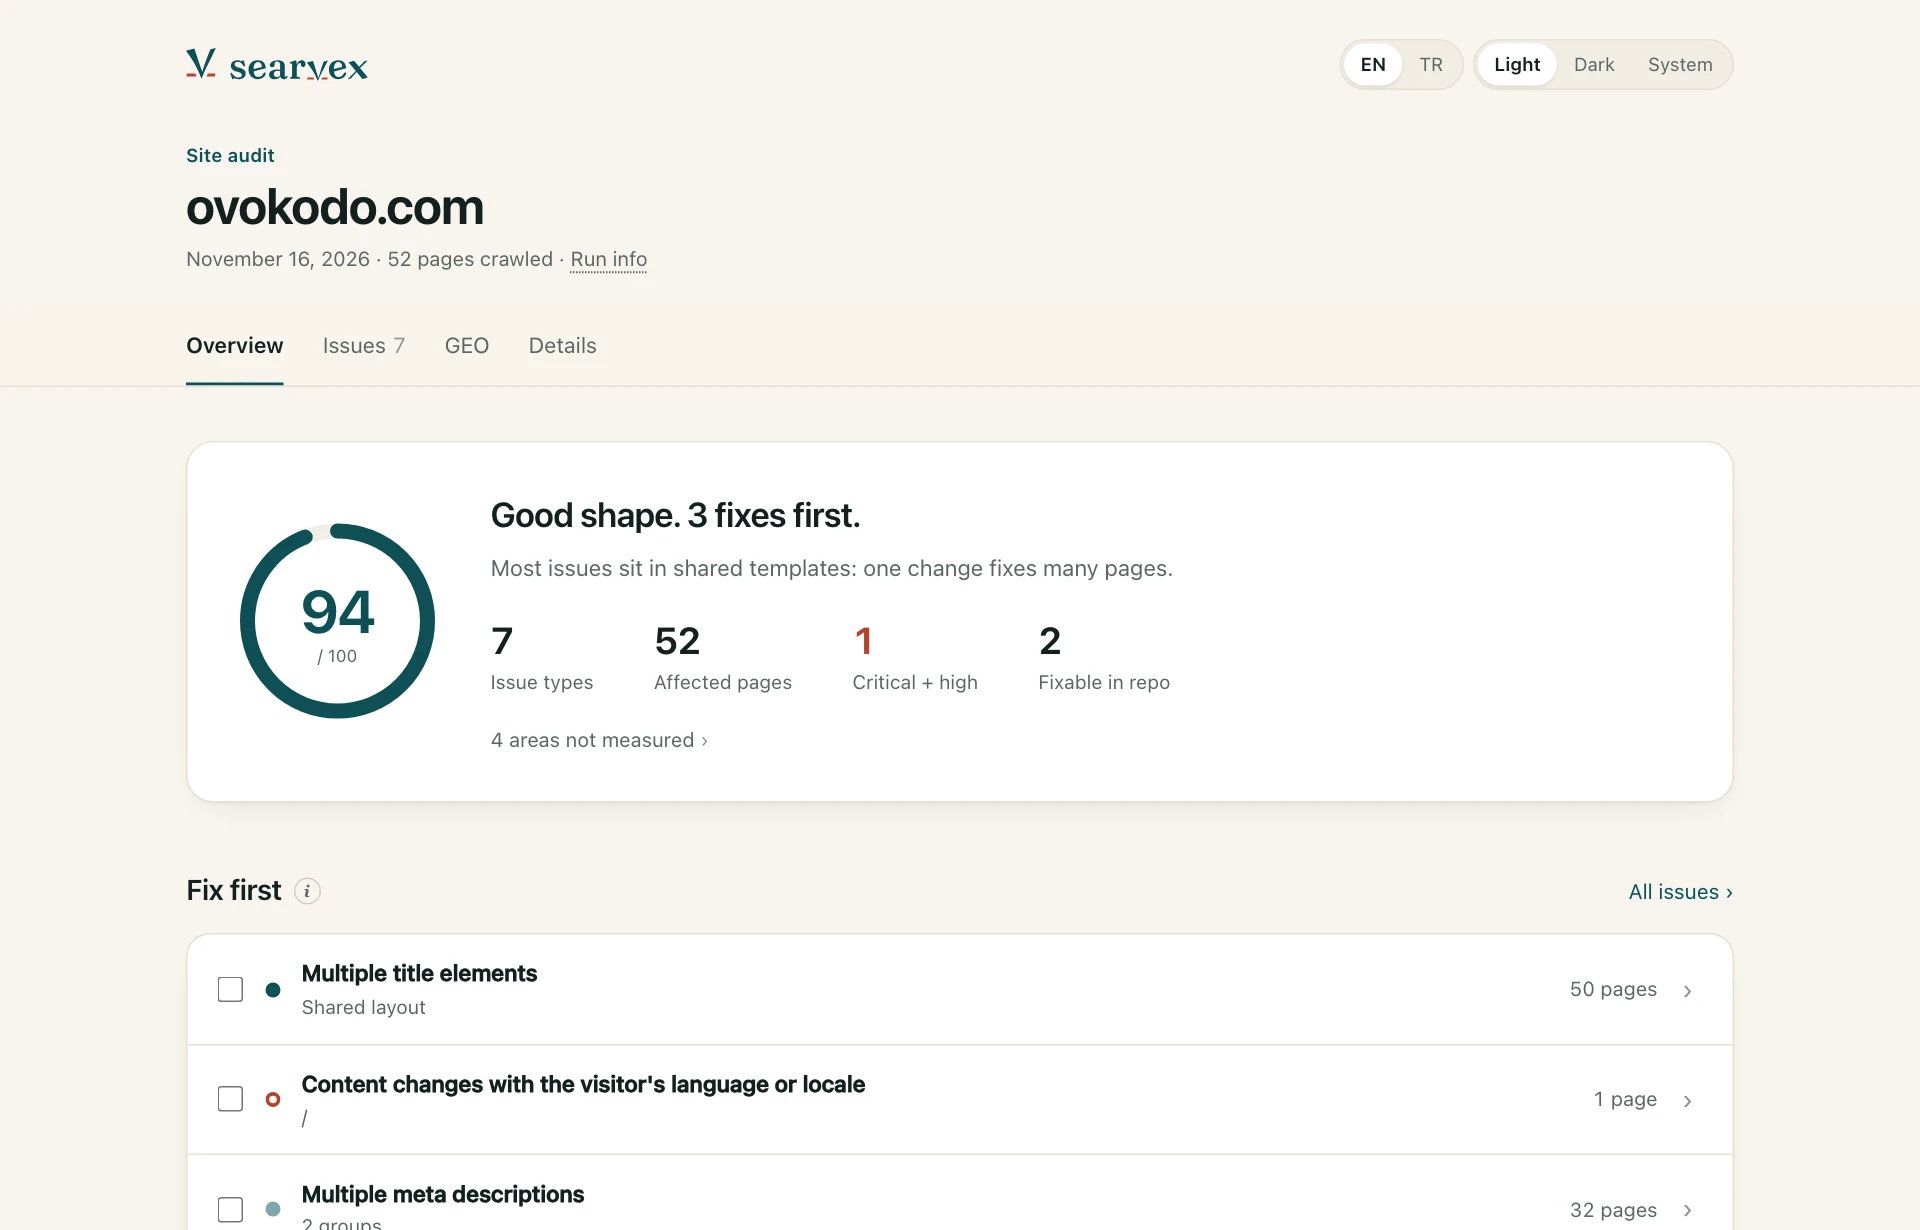 searvex
EN TR Light Dark System
Site audit
ovokodo.com
November 16, 2026 · 52 pages crawled · Run info
Overview Issues 7 GEO Details
94
/ 100
Good shape. 3 fixes first.
Most issues sit in shared templates: one change fixes many pages.
7 52 1 2
Issue types Affected pages Critical + high Fixable in repo
4 areas not measured ›
Fix first i All issues ›
Multiple title elements
Shared layout
50 pages ›
Content changes with the visitor's language or locale
/
1 page ›
Multiple meta descriptions
2 groups
32 pages ›